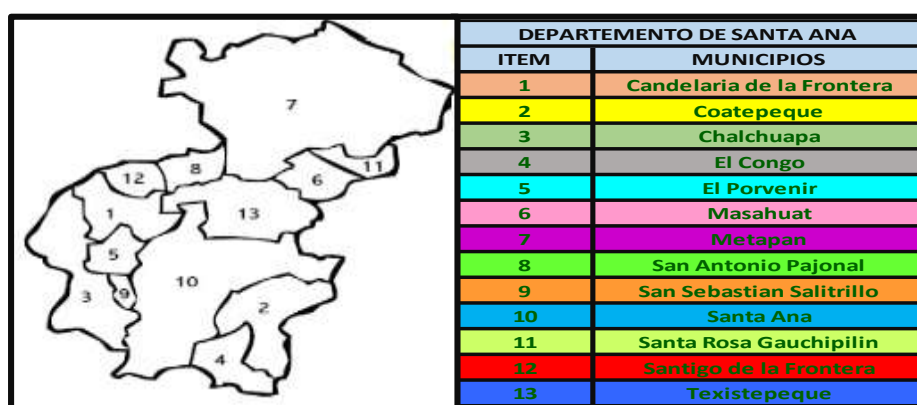 DEPARTEMENTO DE SANTA ANA
ITEM MUNICIPIOS
1 Candelaria de la Frontera
2 Coatepeque
3 Chalchuapa
4 El Congo
5 El Porvenir
6 Masahuat
7 Metapan
8 San Antonio Pajonal
9 San Sebastian Salitrillo
10 Santa Ana
11 Santa Rosa Gauchipilin
12 Santigo de la Frontera
13 Texistepeque
7
8
11
12
6
1
13
5
10
3
9
2
4